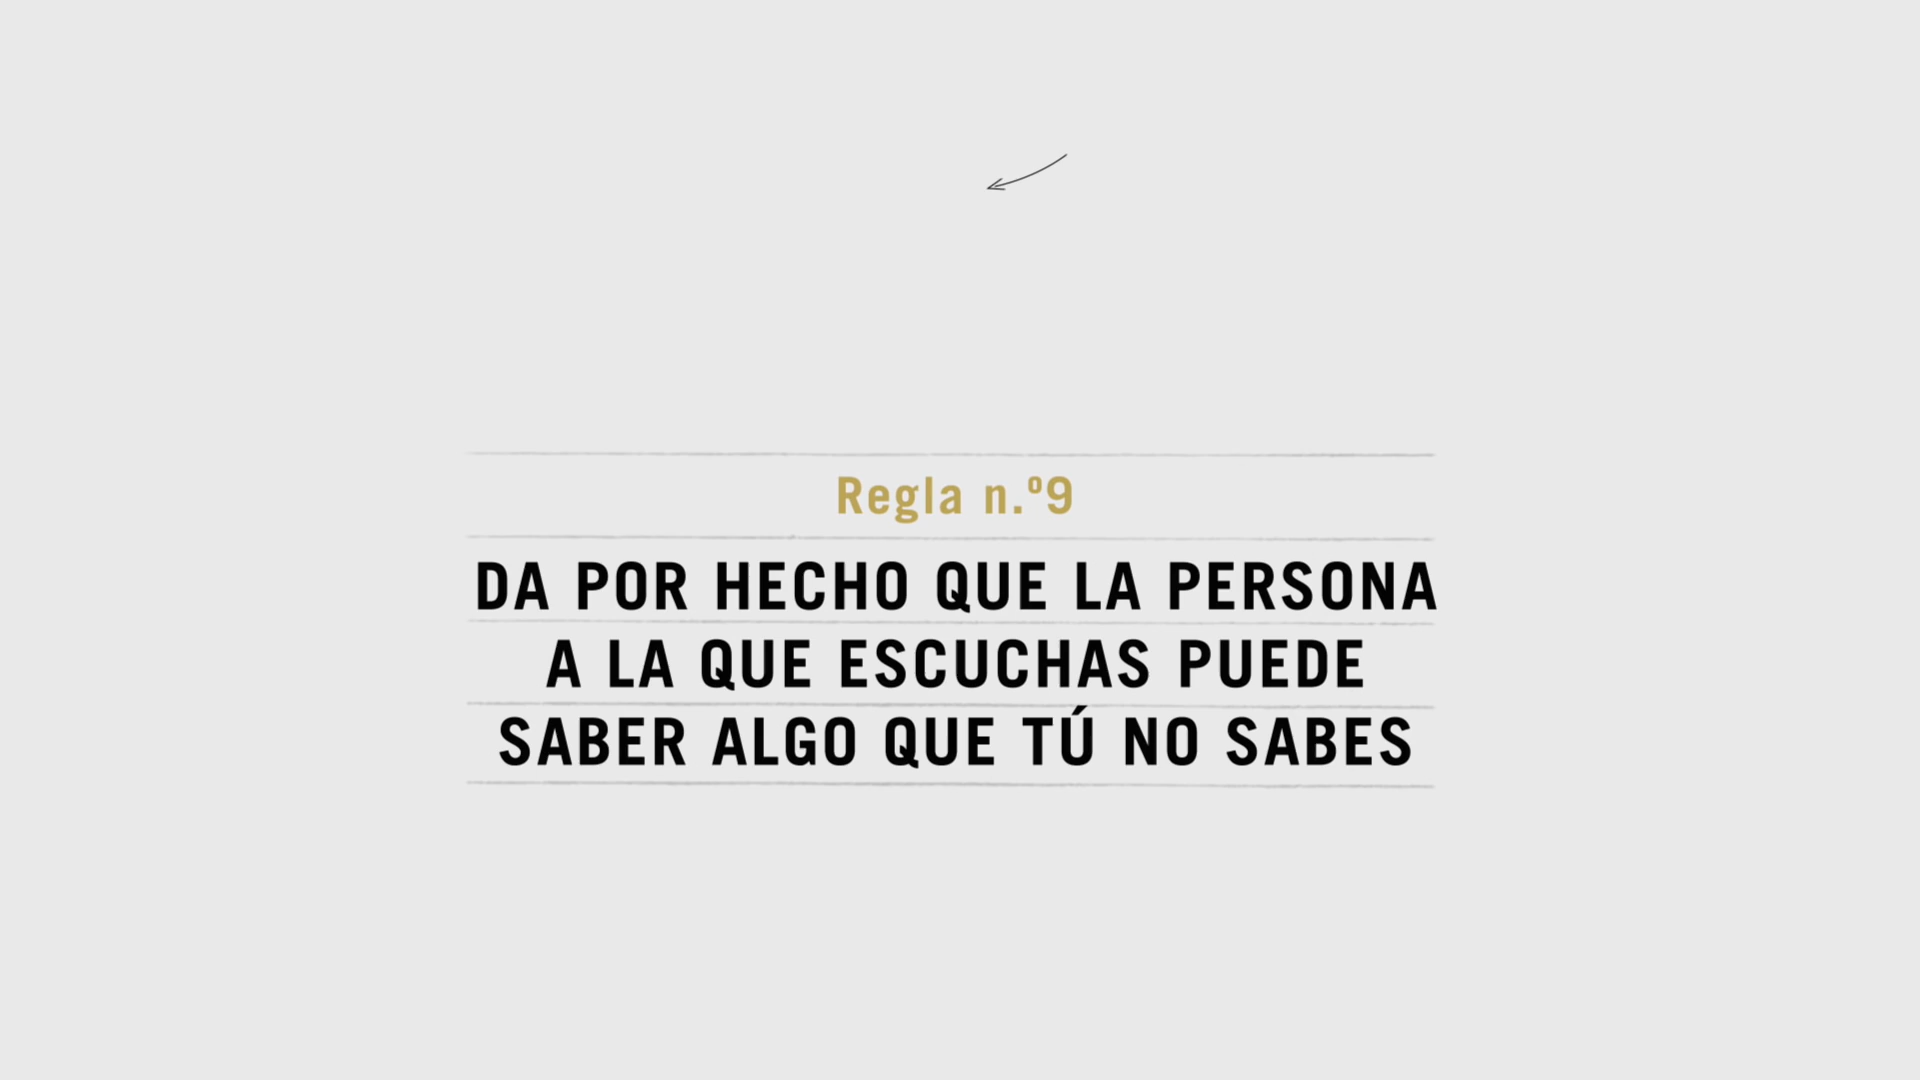 Regla n.º9
DA POR HECHO QUE LA PERSONA
A LA QUE ESCUCHAS PUEDE
SABER ALGO QUE TÚ NO SABES